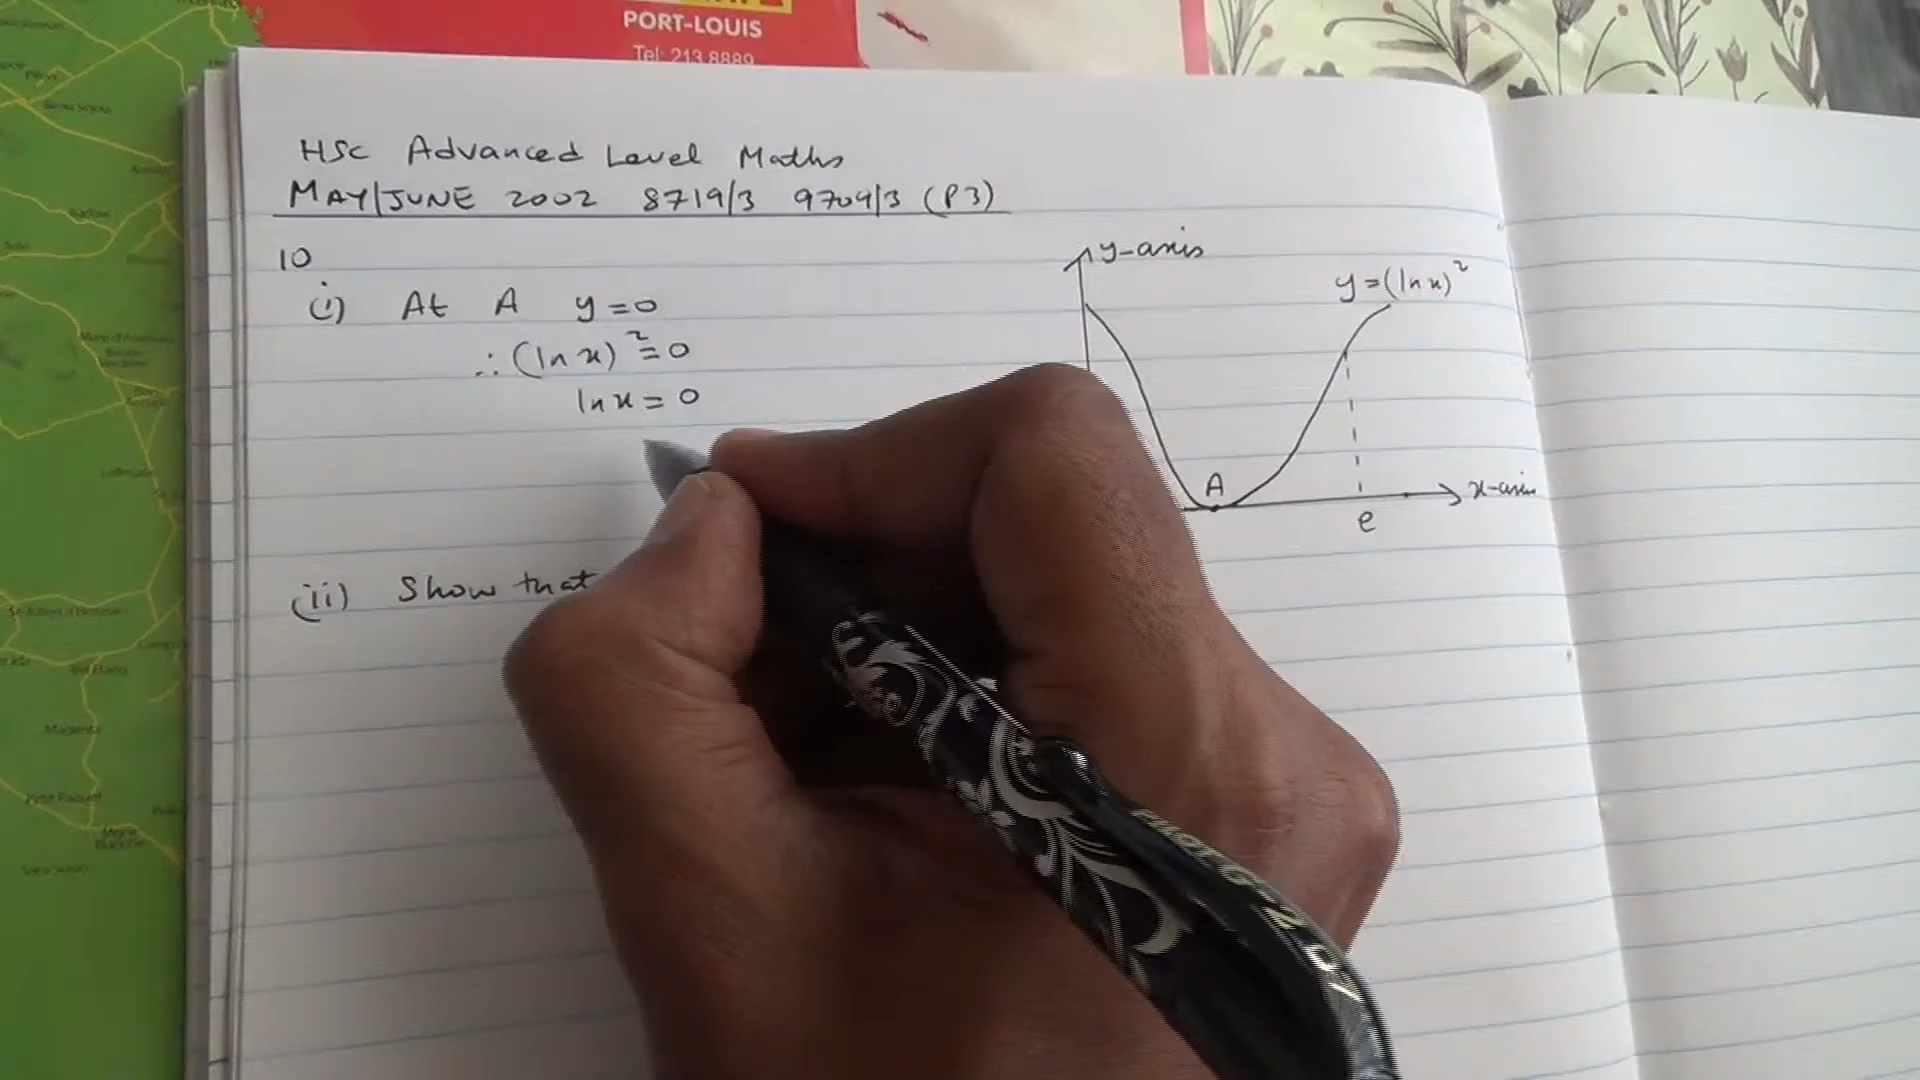 PORT-LOUIS
Tel: 213 8889
HSC Advanced Level Maths
MAY/JUNE 2002 8719/3 9709/3 (P3)
10
(i) At A y=0
∴ (ln x)² = 0
ln x = 0
(ii) Show that
y-axis
y=(ln x)²
A
x-axis
e